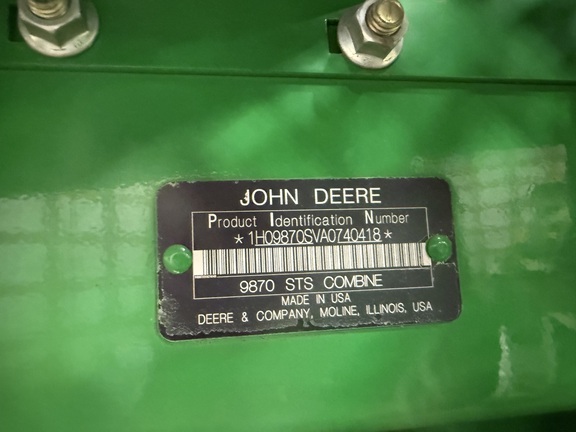 JOHN DEERE
Product Identification Number
*1H09870SVA0740418*
9870 STS COMBINE
MADE IN USA
DEERE & COMPANY, MOLINE, ILLINOIS, USA